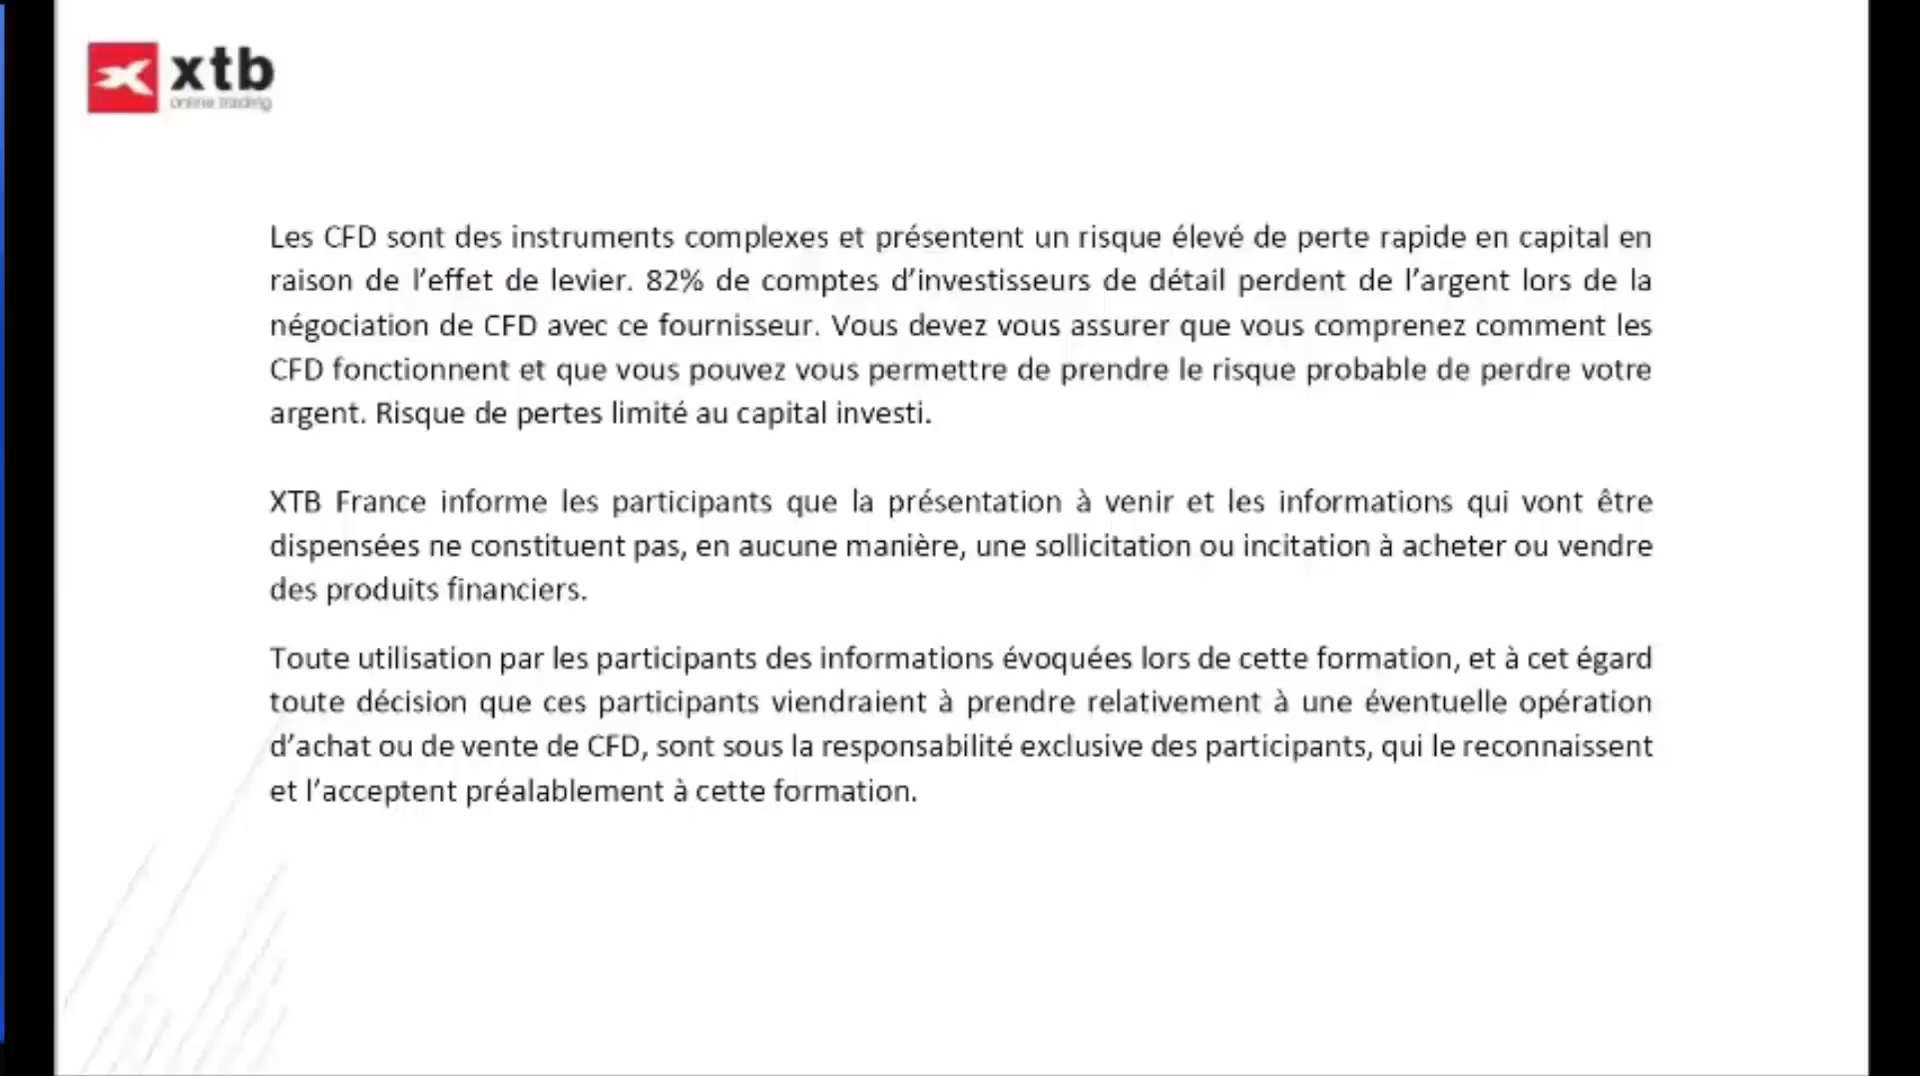 xtb
online trading
Les CFD sont des instruments complexes et présentent un risque élevé de perte rapide en capital en
raison de l’effet de levier. 82% de comptes d’investisseurs de détail perdent de l’argent lors de la
négociation de CFD avec ce fournisseur. Vous devez vous assurer que vous comprenez comment les
CFD fonctionnent et que vous pouvez vous permettre de prendre le risque probable de perdre votre
argent. Risque de pertes limité au capital investi.
XTB France informe les participants que la présentation à venir et les informations qui vont être
dispensées ne constituent pas, en aucune manière, une sollicitation ou incitation à acheter ou vendre
des produits financiers.
Toute utilisation par les participants des informations évoquées lors de cette formation, et à cet égard
toute décision que ces participants viendraient à prendre relativement à une éventuelle opération
d’achat ou de vente de CFD, sont sous la responsabilité exclusive des participants, qui le reconnaissent
et l’acceptent préalablement à cette formation.